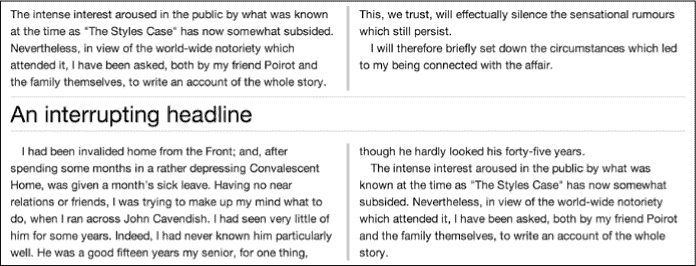 The intense interest aroused in the public by what was known
at the time as "The Styles Case" has now somewhat subsided.
Nevertheless, in view of the world-wide notoriety which
attended it, I have been asked, both by my friend Poirot and
the family themselves, to write an account of the whole story.
This, we trust, will effectually silence the sensational rumours
which still persist.
I will therefore briefly set down the circumstances which led
to my being connected with the affair.
An interrupting headline
I had been invalided home from the Front; and, after
spending some months in a rather depressing Convalescent
Home, was given a month's sick leave. Having no near
relations or friends, I was trying to make up my mind what to
do, when I ran across John Cavendish. I had seen very little of
him for some years. Indeed, I had never known him particularly
well. He was a good fifteen years my senior, for one thing,
though he hardly looked his forty-five years.
The intense interest aroused in the public by what was
known at the time as "The Styles Case" has now somewhat
subsided. Nevertheless, in view of the world-wide notoriety
which attended it, I have been asked, both by my friend Poirot
and the family themselves, to write an account of the whole
story.